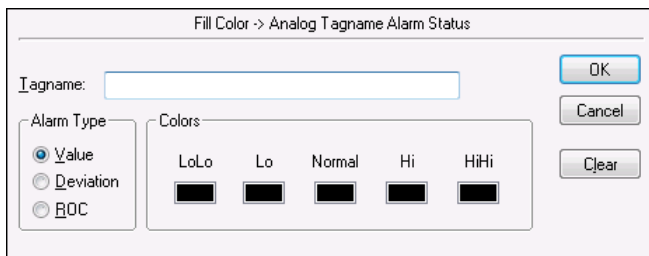 Fill Color -> Analog Tagname Alarm Status
Tagname:
OK
Cancel
Clear
Alarm Type
Value
Deviation
ROC
Colors
LoLo Lo Normal Hi HiHi